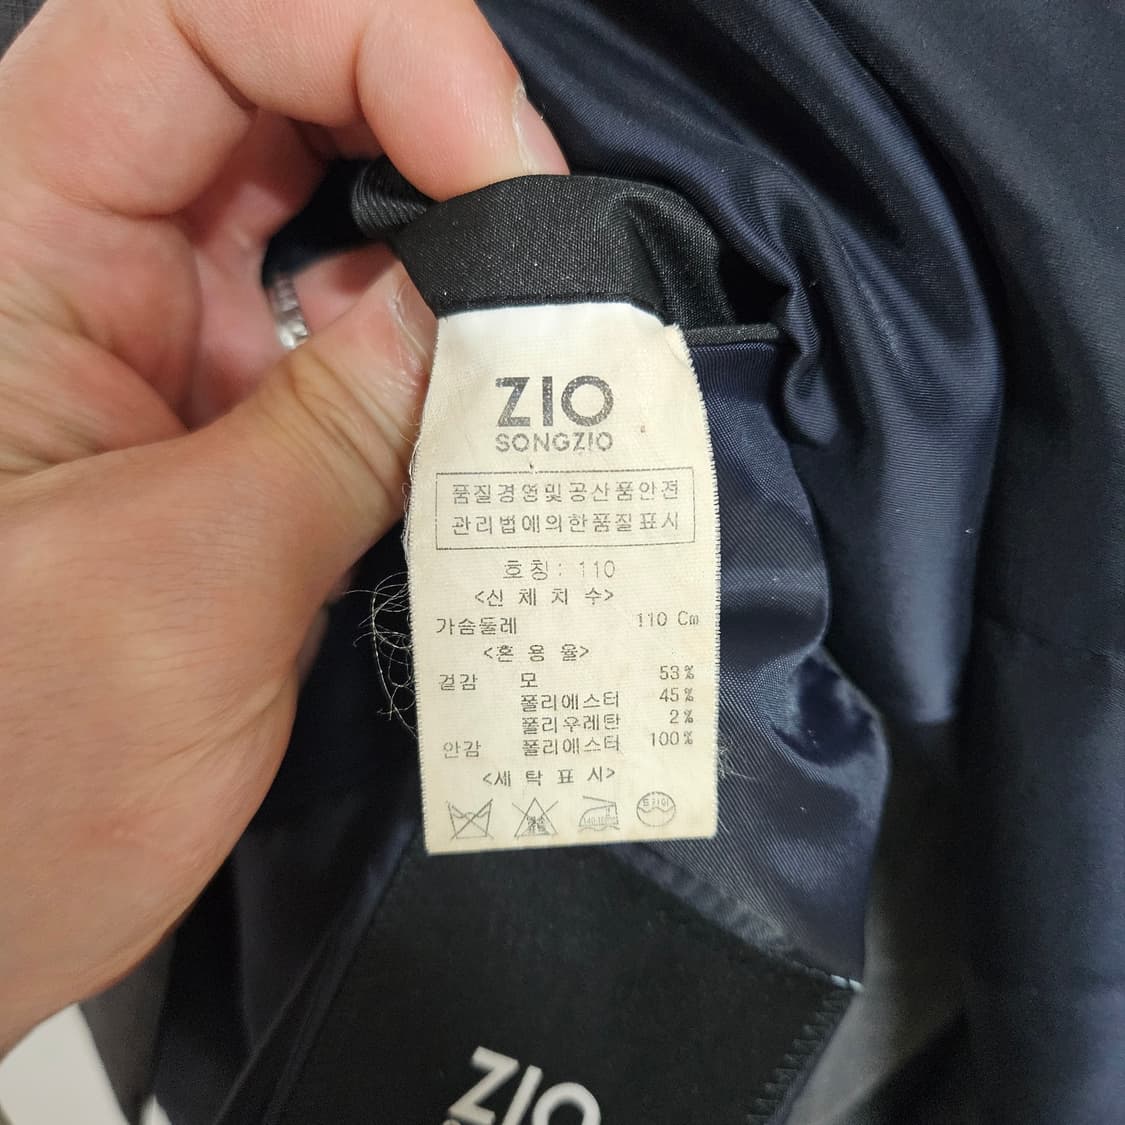 ZIO
SONGZIO
품질경영및공산품안전
관리법에의한품질표시
호칭: 110
<신 체 치 수>
가슴둘레 110 Cm
<혼 용 율>
겉감 모 53%
폴리에스터 45%
폴리우레탄 2%
안감 폴리에스터 100%
<세 탁 표 시>
드라이
ZIO